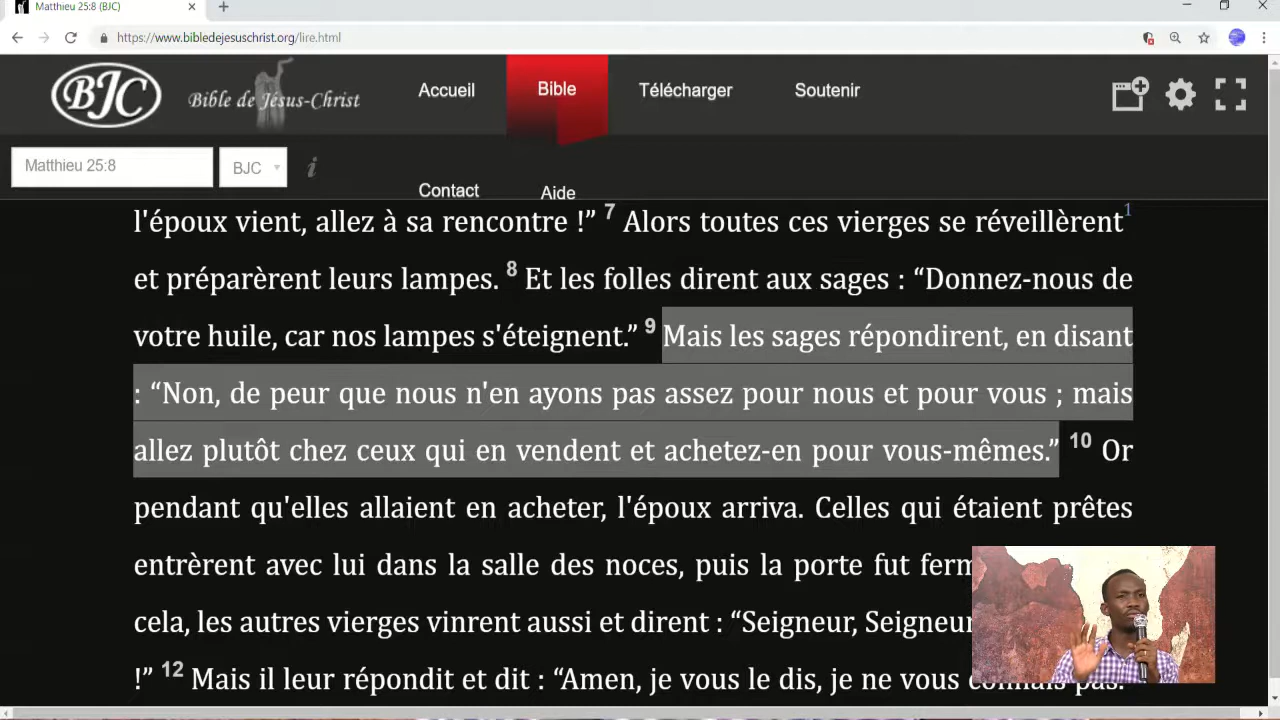 Matthieu 25:8 (BJC)
https://www.bibledejesuschrist.org/lire.html
BJC Bible de Jésus-Christ Accueil Bible Télécharger Soutenir
Matthieu 25:8 BJC i
Contact Aide
l'époux vient, allez à sa rencontre !” 7 Alors toutes ces vierges se réveillèrent1
et préparèrent leurs lampes. 8 Et les folles dirent aux sages : “Donnez-nous de
votre huile, car nos lampes s'éteignent.” 9 Mais les sages répondirent, en disant
: “Non, de peur que nous n'en ayons pas assez pour nous et pour vous ; mais
allez plutôt chez ceux qui en vendent et achetez-en pour vous-mêmes.” 10 Or
pendant qu'elles allaient en acheter, l'époux arriva. Celles qui étaient prêtes
entrèrent avec lui dans la salle des noces, puis la porte fut
cela, les autres vierges vinrent aussi et dirent : “Seigneur, Seigneur
!” 12 Mais il leur répondit et dit : “Amen, je vous le dis, je ne vous connais pas.